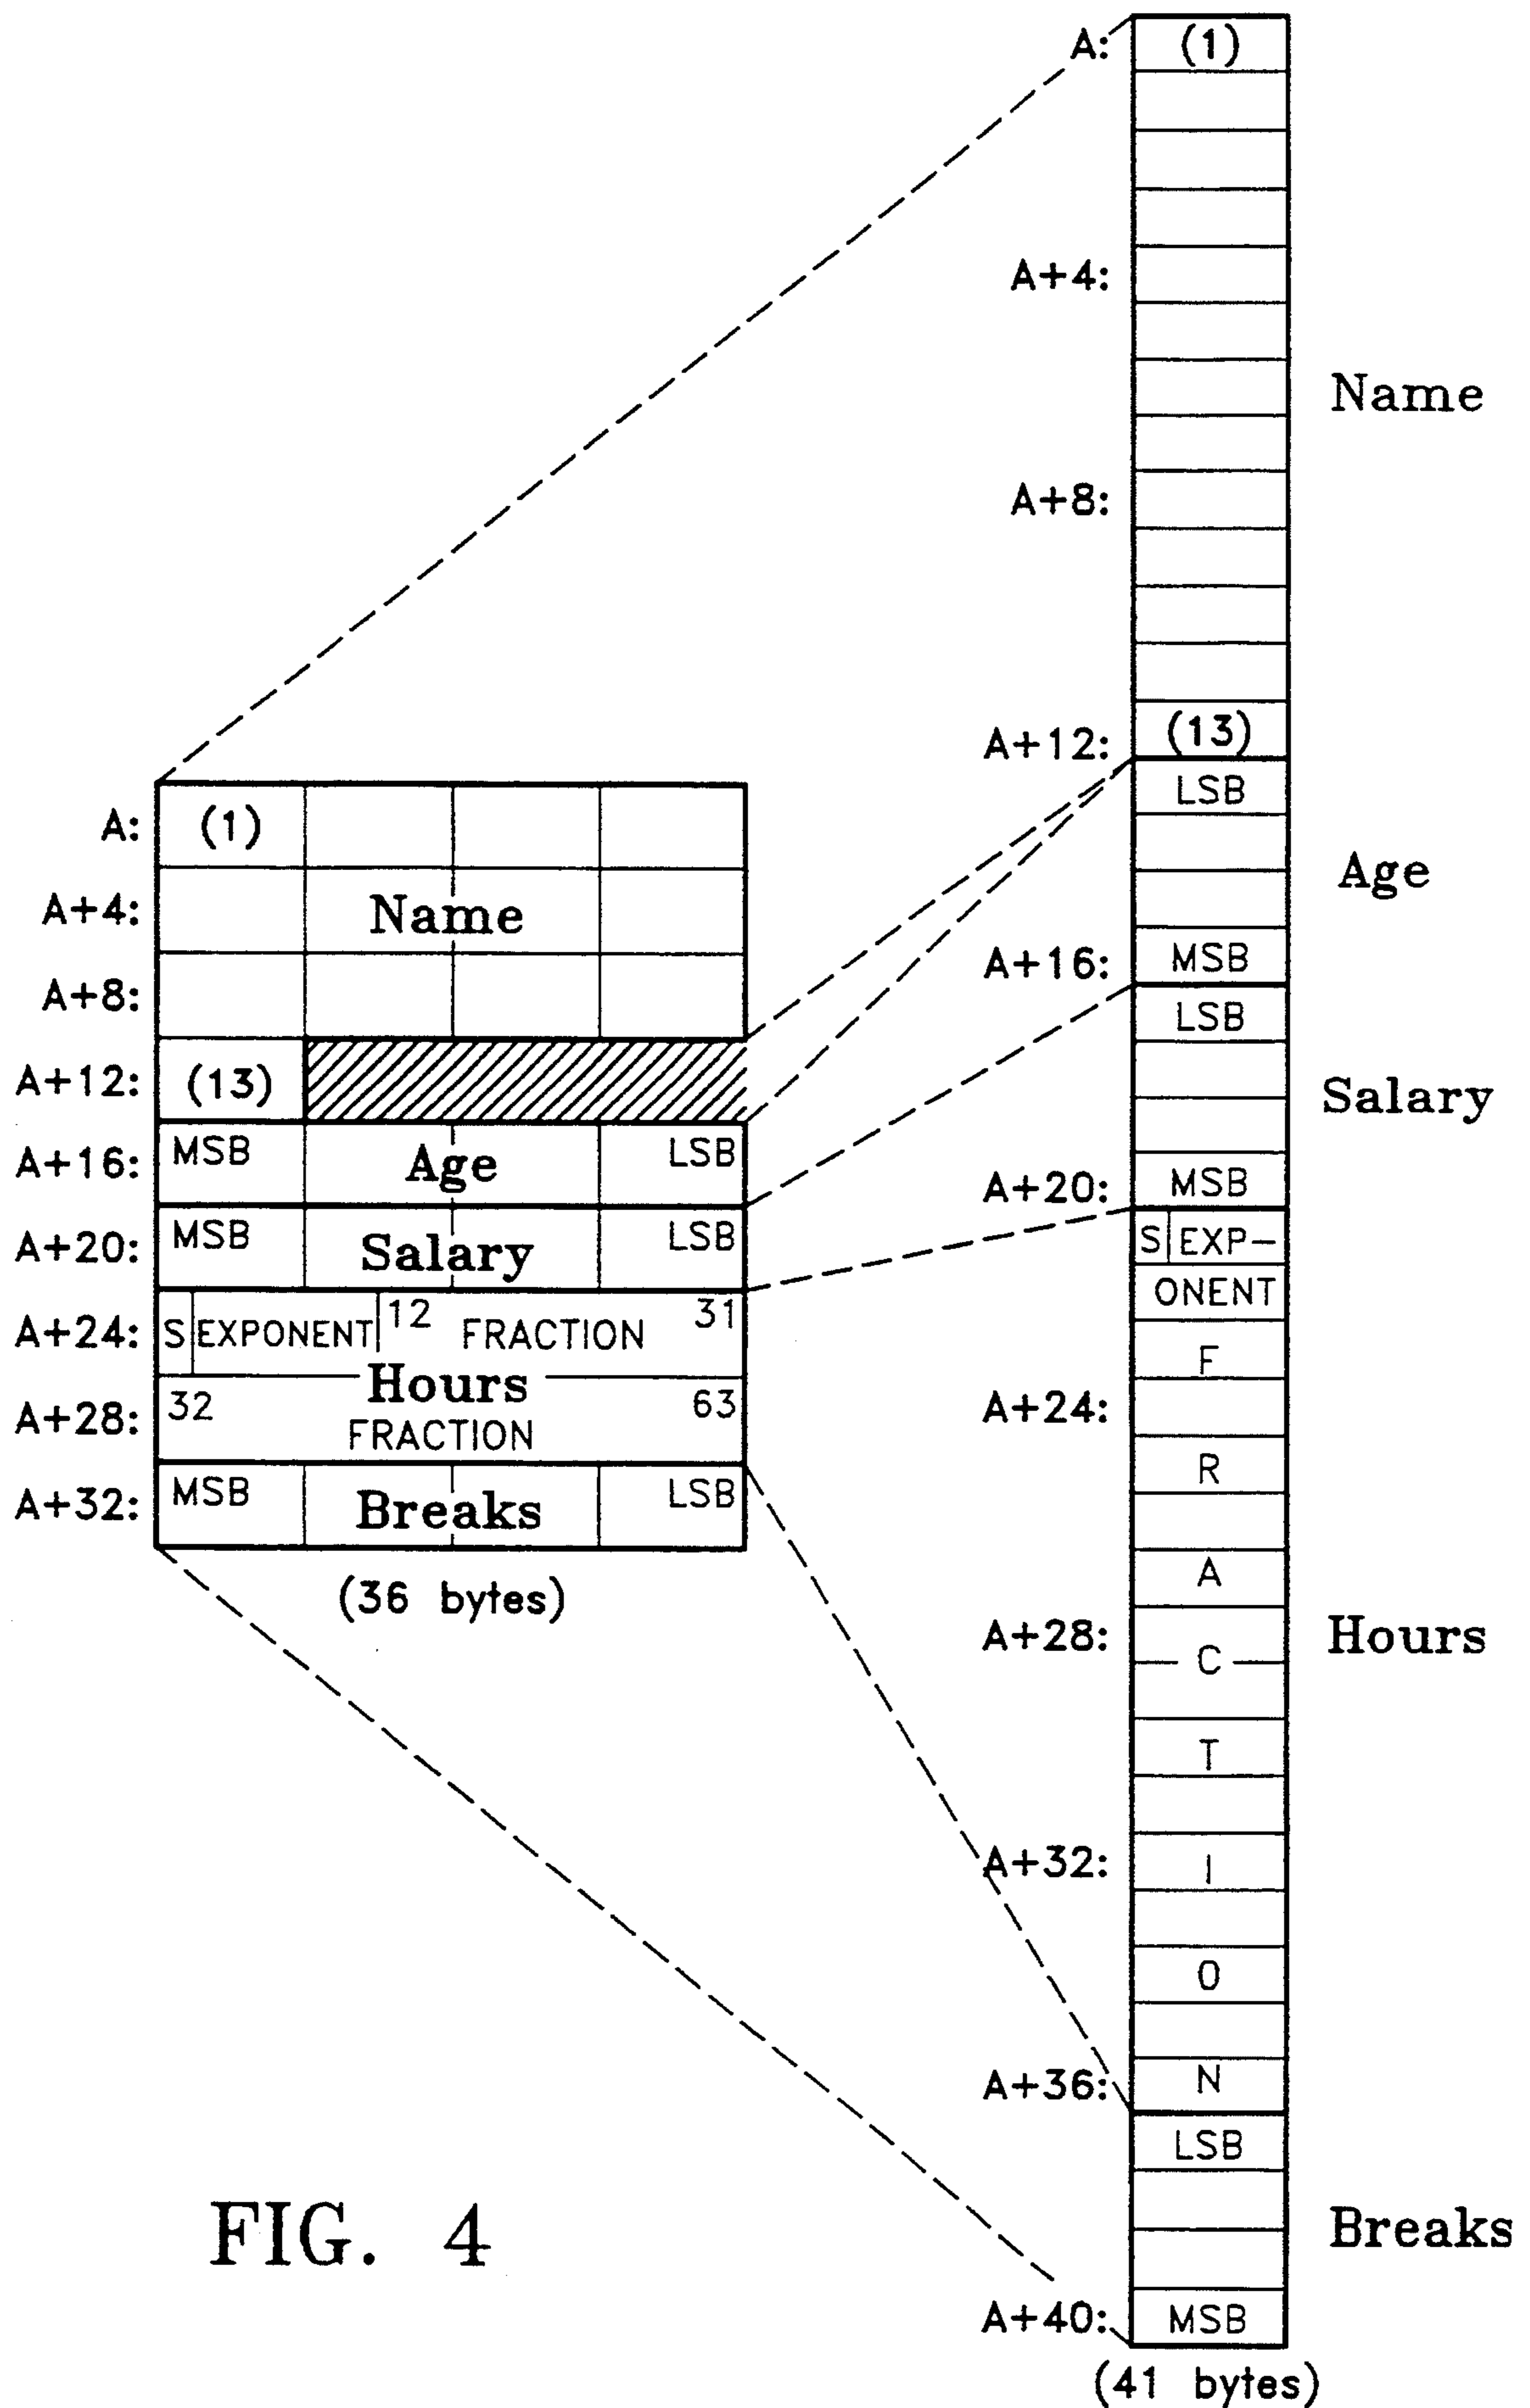 A: (1)
A+4:
Name
A+8:
A+12: (13)
LSB
Age
A+16: MSB
LSB
Salary
A+20: MSB
S EXP-
ONENT
F
A+24:
R
A
A+28:
Hours
C
T
A+32: I
O
A+36: N
LSB
Breaks
A+40: MSB
(41 bytes)
A: (1)
A+4: Name
A+8:
A+12: (13)
A+16: MSB Age LSB
A+20: MSB Salary LSB
A+24: S EXPONENT 12 FRACTION 31
Hours
A+28: 32 FRACTION 63
A+32: MSB Breaks LSB
(36 bytes)
FIG. 4